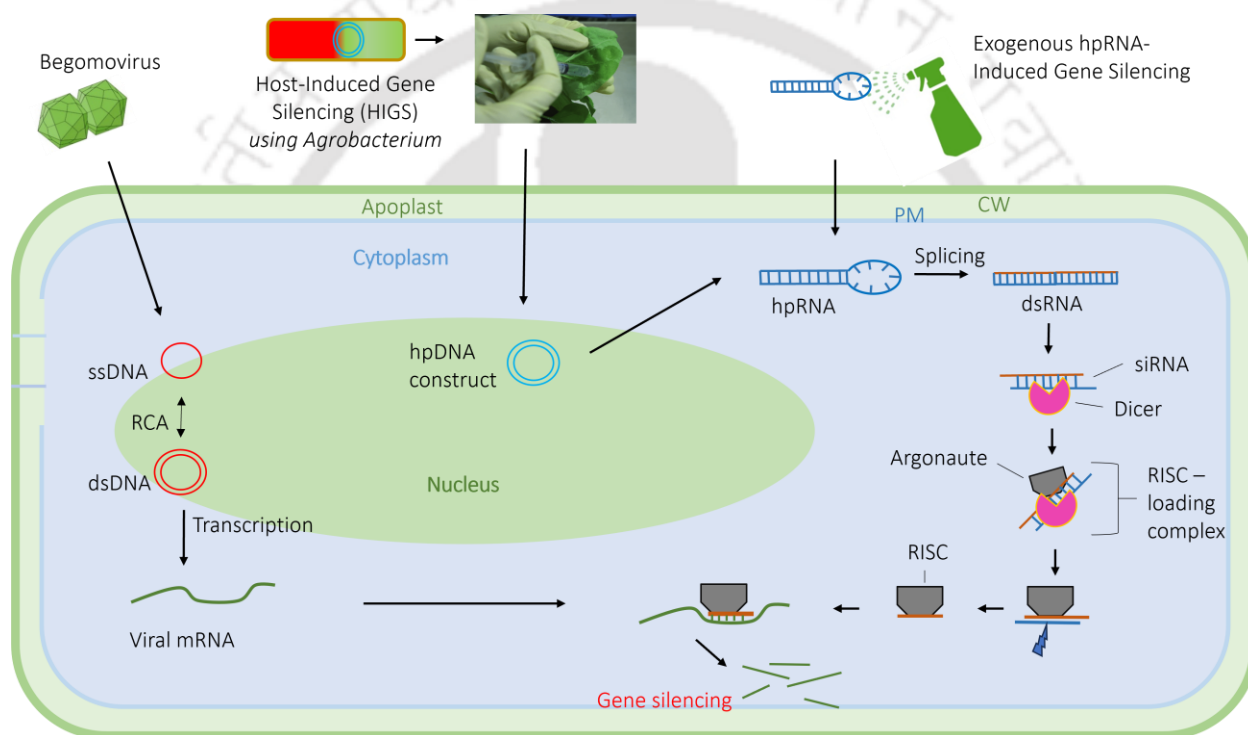 Begomovirus
Host-Induced Gene
Silencing (HIGS)
using Agrobacterium
Exogenous hpRNA-
Induced Gene Silencing
Apoplast
PM
CW
Cytoplasm
hpRNA
Splicing
dsRNA
ssDNA
RCA
dsDNA
hpDNA
construct
Nucleus
siRNA
Dicer
Argonaute
RISC –
loading
complex
Transcription
RISC
Viral mRNA
Gene silencing